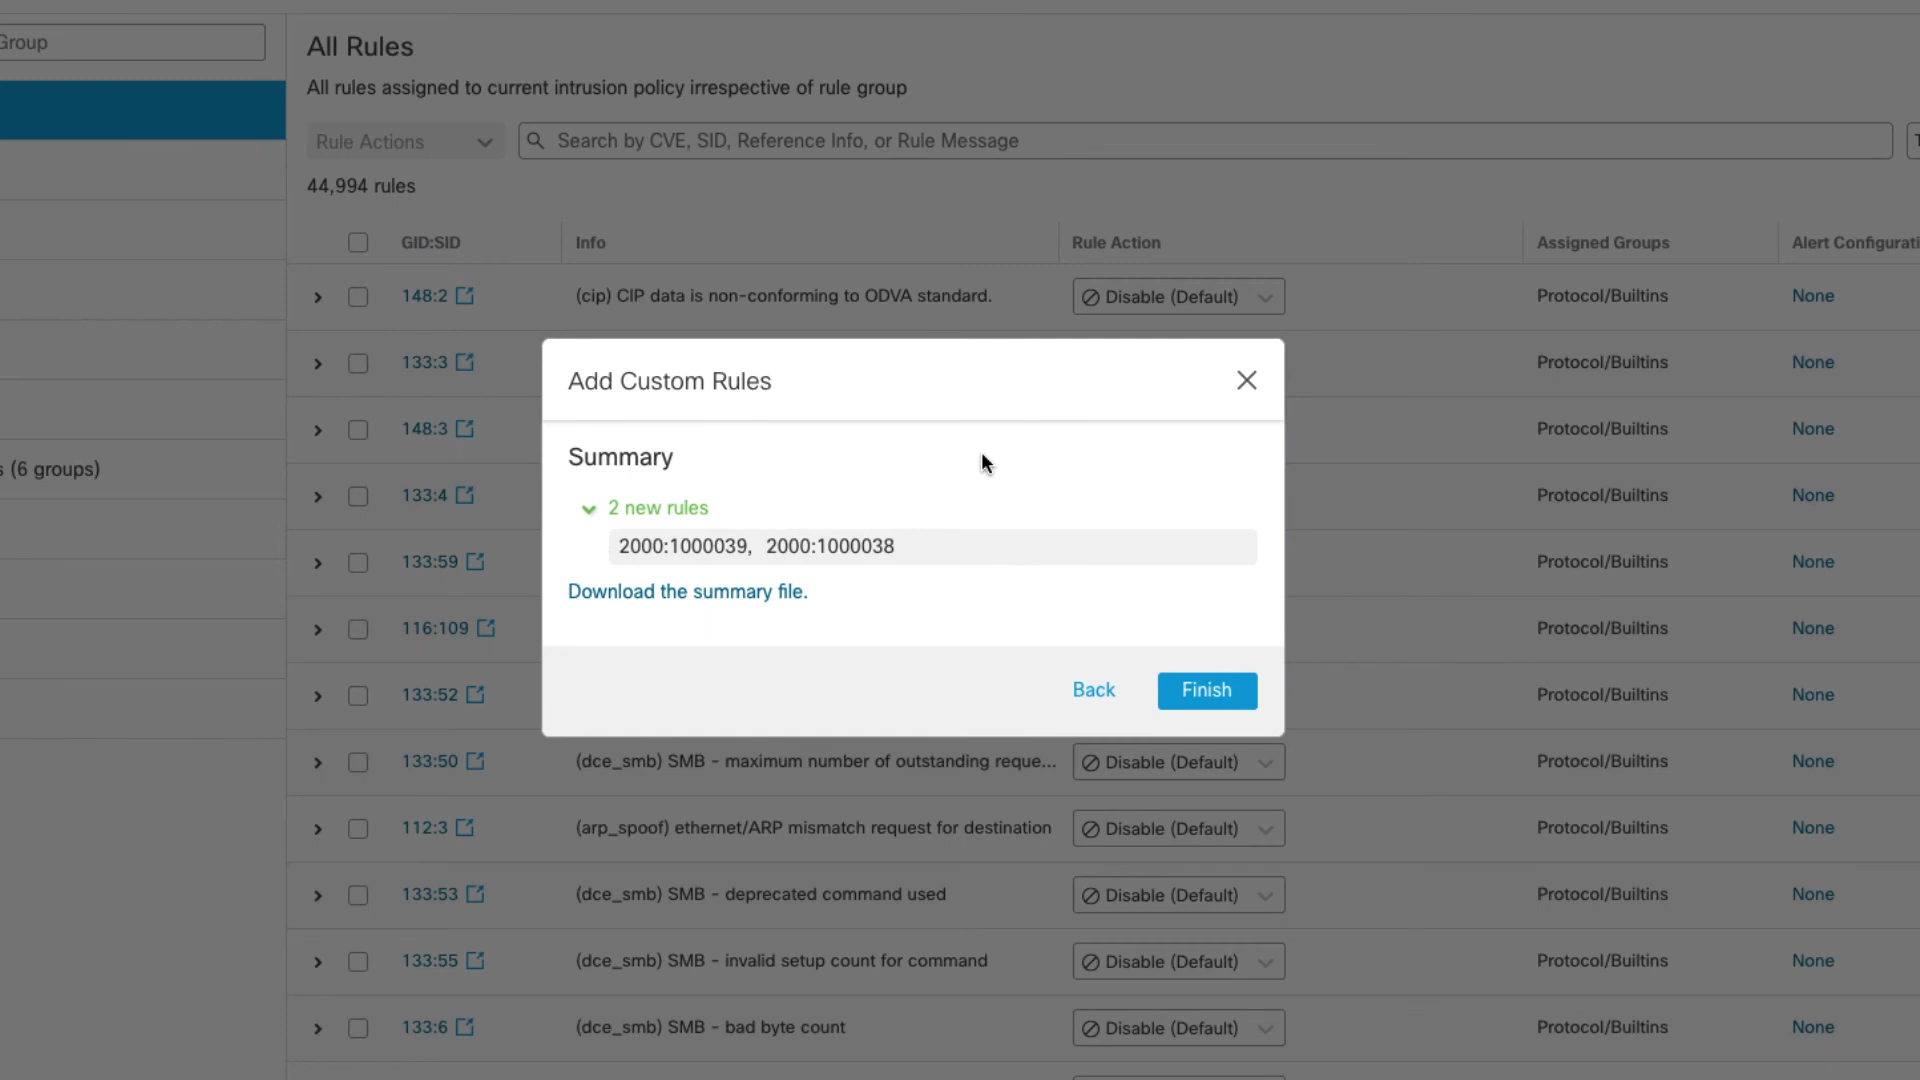 Group
All Rules
All rules assigned to current intrusion policy irrespective of rule group
Rule Actions
Search by CVE, SID, Reference Info, or Rule Message
44,994 rules
GID:SID Info Rule Action Assigned Groups Alert Configurati
148:2 (cip) CIP data is non-conforming to ODVA standard. Disable (Default) Protocol/Builtins None
133:3 Protocol/Builtins None
148:3 Protocol/Builtins None
s (6 groups)
133:4 Protocol/Builtins None
133:59 Protocol/Builtins None
116:109 Protocol/Builtins None
133:52 Protocol/Builtins None
Add Custom Rules
Summary
2 new rules
2000:1000039, 2000:1000038
Download the summary file.
Back Finish
133:50 (dce_smb) SMB - maximum number of outstanding reque... Disable (Default) Protocol/Builtins None
112:3 (arp_spoof) ethernet/ARP mismatch request for destination Disable (Default) Protocol/Builtins None
133:53 (dce_smb) SMB - deprecated command used Disable (Default) Protocol/Builtins None
133:55 (dce_smb) SMB - invalid setup count for command Disable (Default) Protocol/Builtins None
133:6 (dce_smb) SMB - bad byte count Disable (Default) Protocol/Builtins None